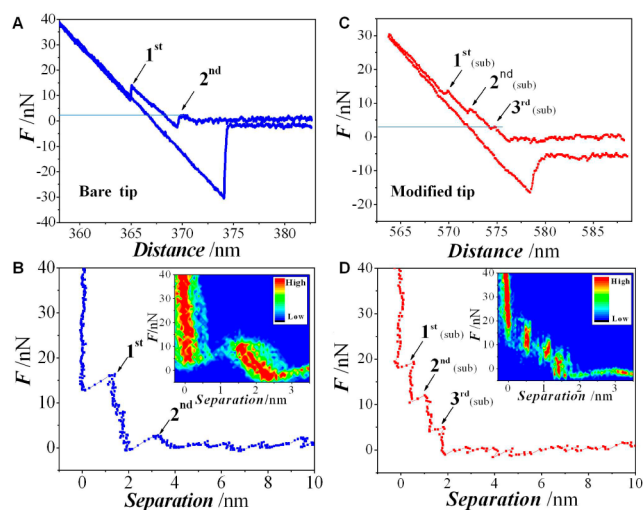 A
40
30
20
10
0
-10
-20
-30
-40
F /nN
1st
2nd
Bare tip
360 365 370 375 380
Distance /nm
C
40
30
20
10
0
-10
-20
F /nN
1st (sub)
2nd (sub)
3rd (sub)
Modified tip
565 570 575 580 585
Distance /nm
B
40
30
20
10
0
F /nN
1st
2nd
0 2 4 6 8 10
Separation /nm
40
30
20
10
0
F /nN
High
Low
0 1 2 3
Separation /nm
D
40
30
20
10
0
F /nN
1st (sub)
2nd (sub)
3rd (sub)
0 2 4 6 8 10
Separation /nm
40
30
20
10
0
F /nN
High
Low
0 1 2 3
Separation /nm